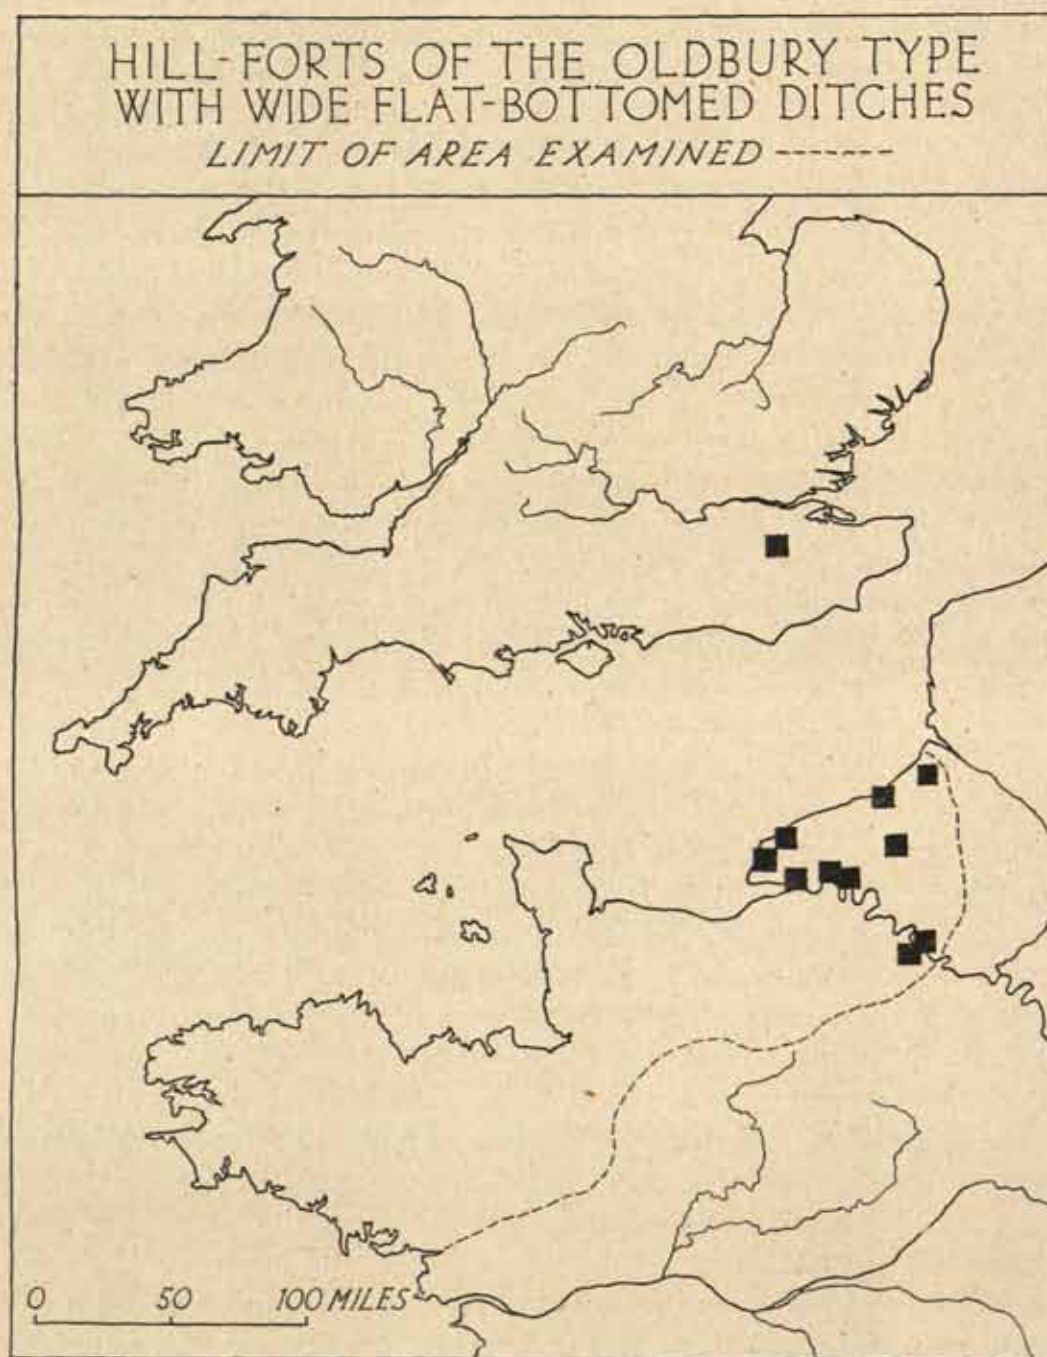 HILL-FORTS OF THE OLDBURY TYPE
WITH WIDE FLAT-BOTTOMED DITCHES
LIMIT OF AREA EXAMINED -------
0 50 100 MILES